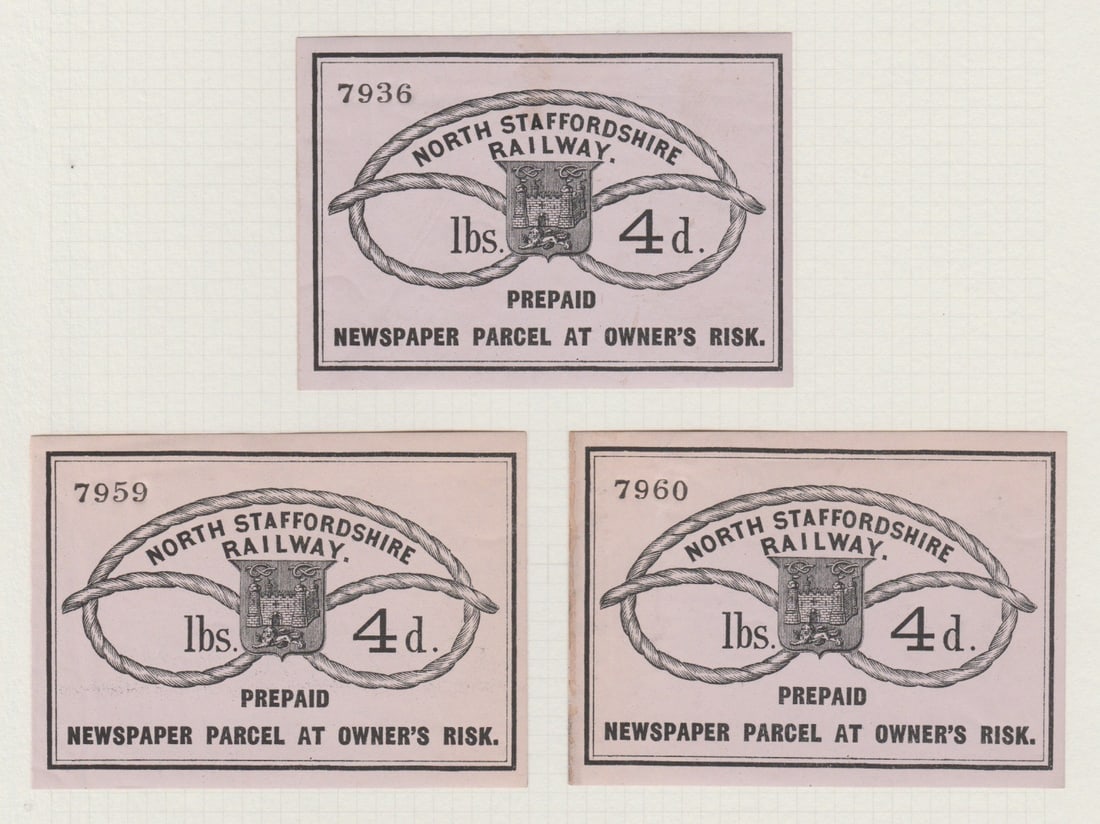 7936
NORTH STAFFORDSHIRE
RAILWAY.
lbs. 4d.
PREPAID
NEWSPAPER PARCEL AT OWNER'S RISK.
7959
NORTH STAFFORDSHIRE
RAILWAY.
lbs. 4d.
PREPAID
NEWSPAPER PARCEL AT OWNER'S RISK.
7960
NORTH STAFFORDSHIRE
RAILWAY.
lbs. 4d.
PREPAID
NEWSPAPER PARCEL AT OWNER'S RISK.